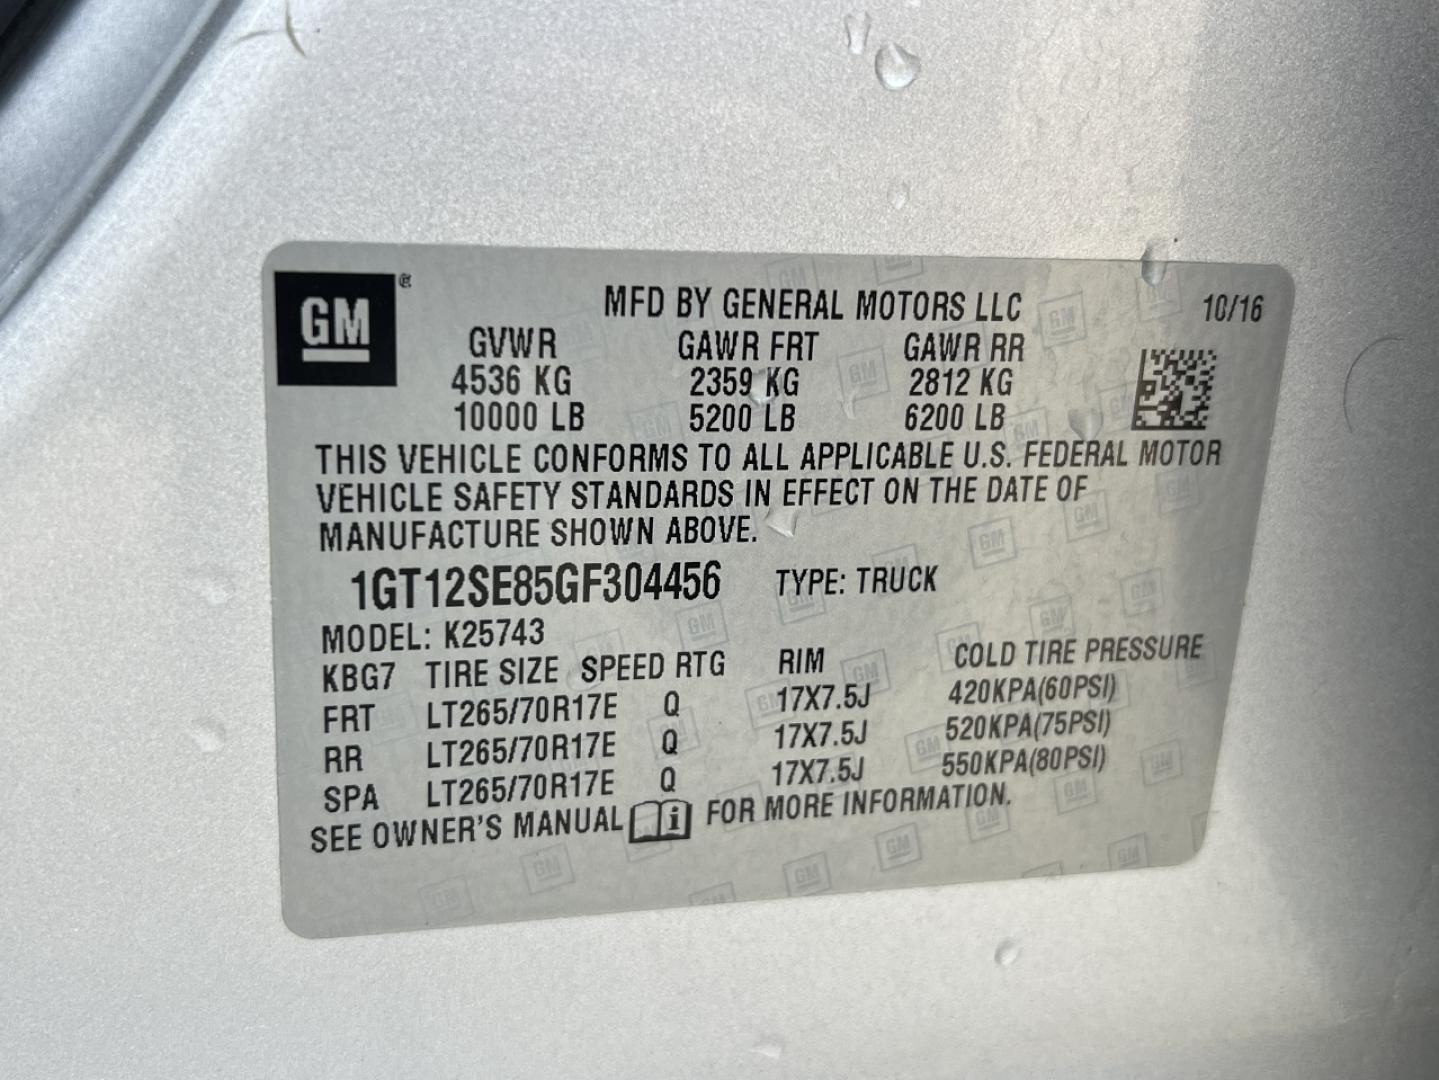 GM ®
MFD BY GENERAL MOTORS LLC 10/16
GVWR GAWR FRT GAWR RR
4536 KG 2359 KG 2812 KG
10000 LB 5200 LB 6200 LB
THIS VEHICLE CONFORMS TO ALL APPLICABLE U.S. FEDERAL MOTOR
VEHICLE SAFETY STANDARDS IN EFFECT ON THE DATE OF
MANUFACTURE SHOWN ABOVE.
1GT12SE85GF304456 TYPE: TRUCK
MODEL: K25743
KBG7 TIRE SIZE SPEED RTG RIM COLD TIRE PRESSURE
FRT LT265/70R17E Q 17X7.5J 420KPA(60PSI)
RR LT265/70R17E Q 17X7.5J 520KPA(75PSI)
SPA LT265/70R17E Q 17X7.5J 550KPA(80PSI)
SEE OWNER'S MANUAL i FOR MORE INFORMATION.